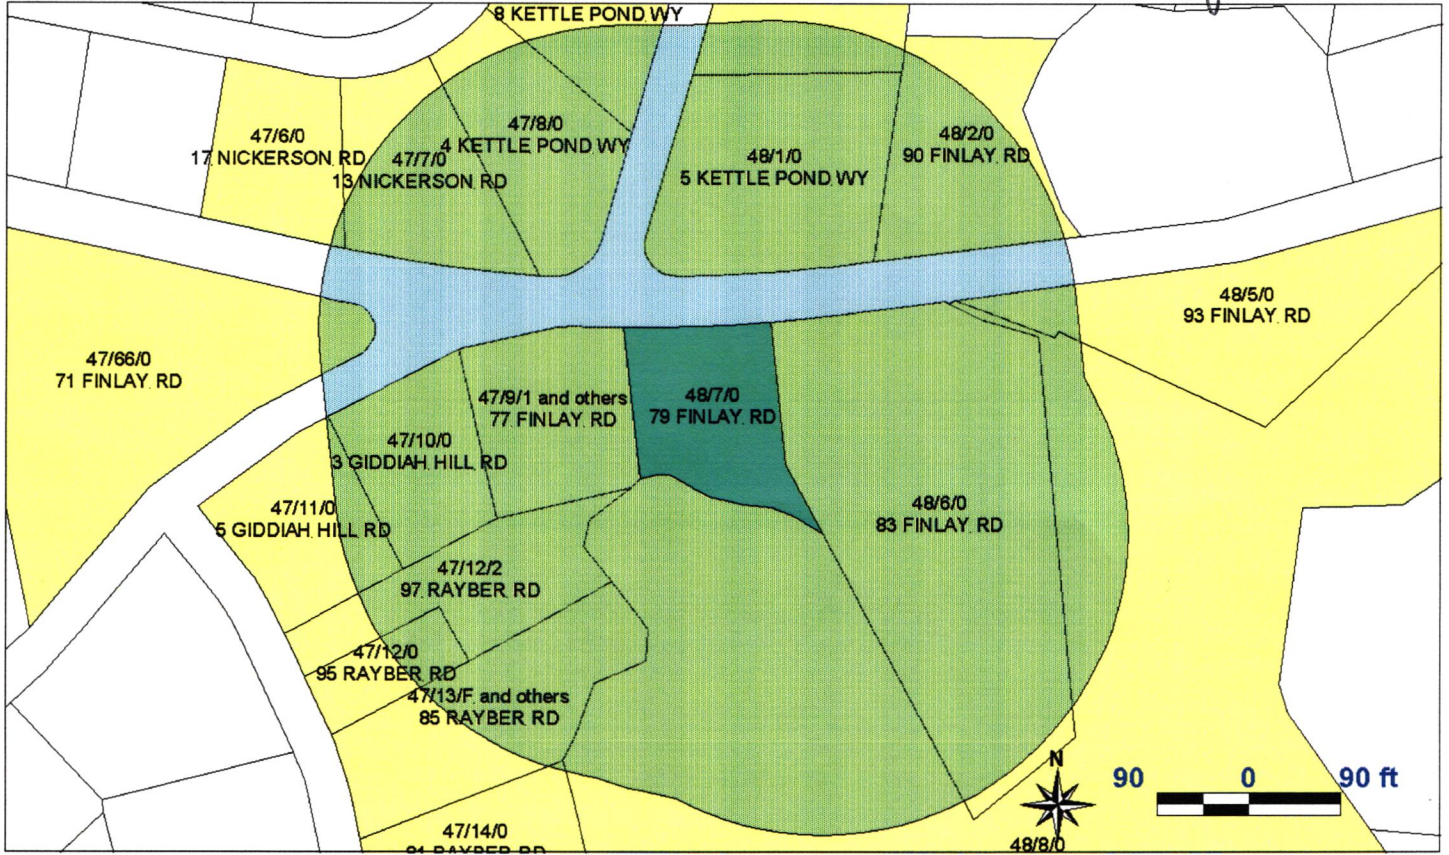 8 KETTLE POND WY
47/6/0
17 NICKERSON RD
47/7/0
13 NICKERSON RD
47/8/0
4 KETTLE POND WY
48/1/0
5 KETTLE POND WY
48/2/0
90 FINLAY RD
48/5/0
93 FINLAY RD
47/66/0
71 FINLAY RD
47/9/1 and others
77 FINLAY RD
48/7/0
79 FINLAY RD
47/10/0
3 GIDDIAH HILL RD
47/11/0
5 GIDDIAH HILL RD
48/6/0
83 FINLAY RD
47/12/2
97 RAYBER RD
47/12/0
95 RAYBER RD
47/13/F and others
85 RAYBER RD
N
90 0 90 ft
47/14/0
81 RAYBER RD
48/8/0